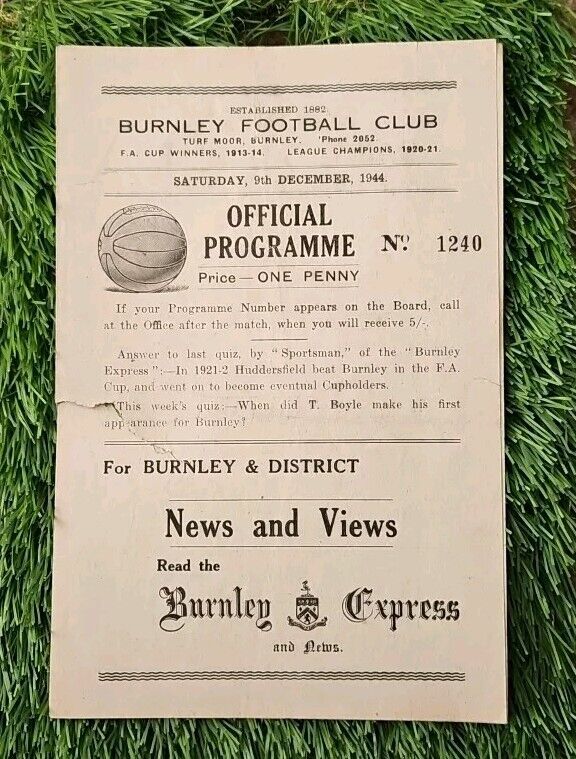 ESTABLISHED 1882.
BURNLEY FOOTBALL CLUB
TURF MOOR, BURNLEY. 'Phone 2052.
F.A. CUP WINNERS, 1913-14. LEAGUE CHAMPIONS, 1920-21.
SATURDAY, 9th DECEMBER, 1944.
OFFICIAL
PROGRAMME No. 1240
Price — ONE PENNY
If your Programme Number appears on the Board, call
at the Office after the match, when you will receive 5/-.
Answer to last quiz, by "Sportsman," of the "Burnley
Express":—In 1921-2 Huddersfield beat Burnley in the F.A.
Cup, and went on to become eventual Cupholders.
This week's quiz:—When did T. Boyle make his first
appearance for Burnley?
For BURNLEY & DISTRICT
News and Views
Read the
Burnley Express
and News.